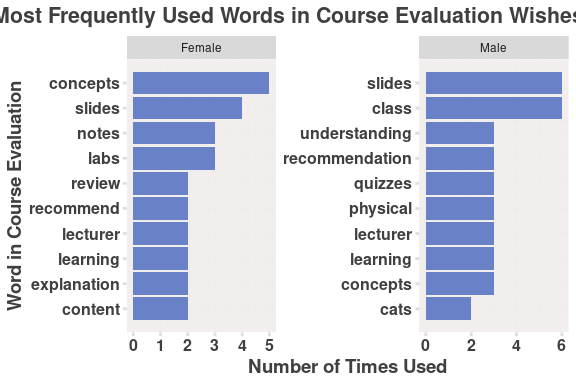 Most Frequently Used Words in Course Evaluation Wishes
Female
Male
Word in Course Evaluation
concepts
slides
notes
labs
review
recommend
lecturer
learning
explanation
content
0 1 2 3 4 5
slides
class
understanding
recommendation
quizzes
physical
lecturer
learning
concepts
cats
0 2 4 6
Number of Times Used